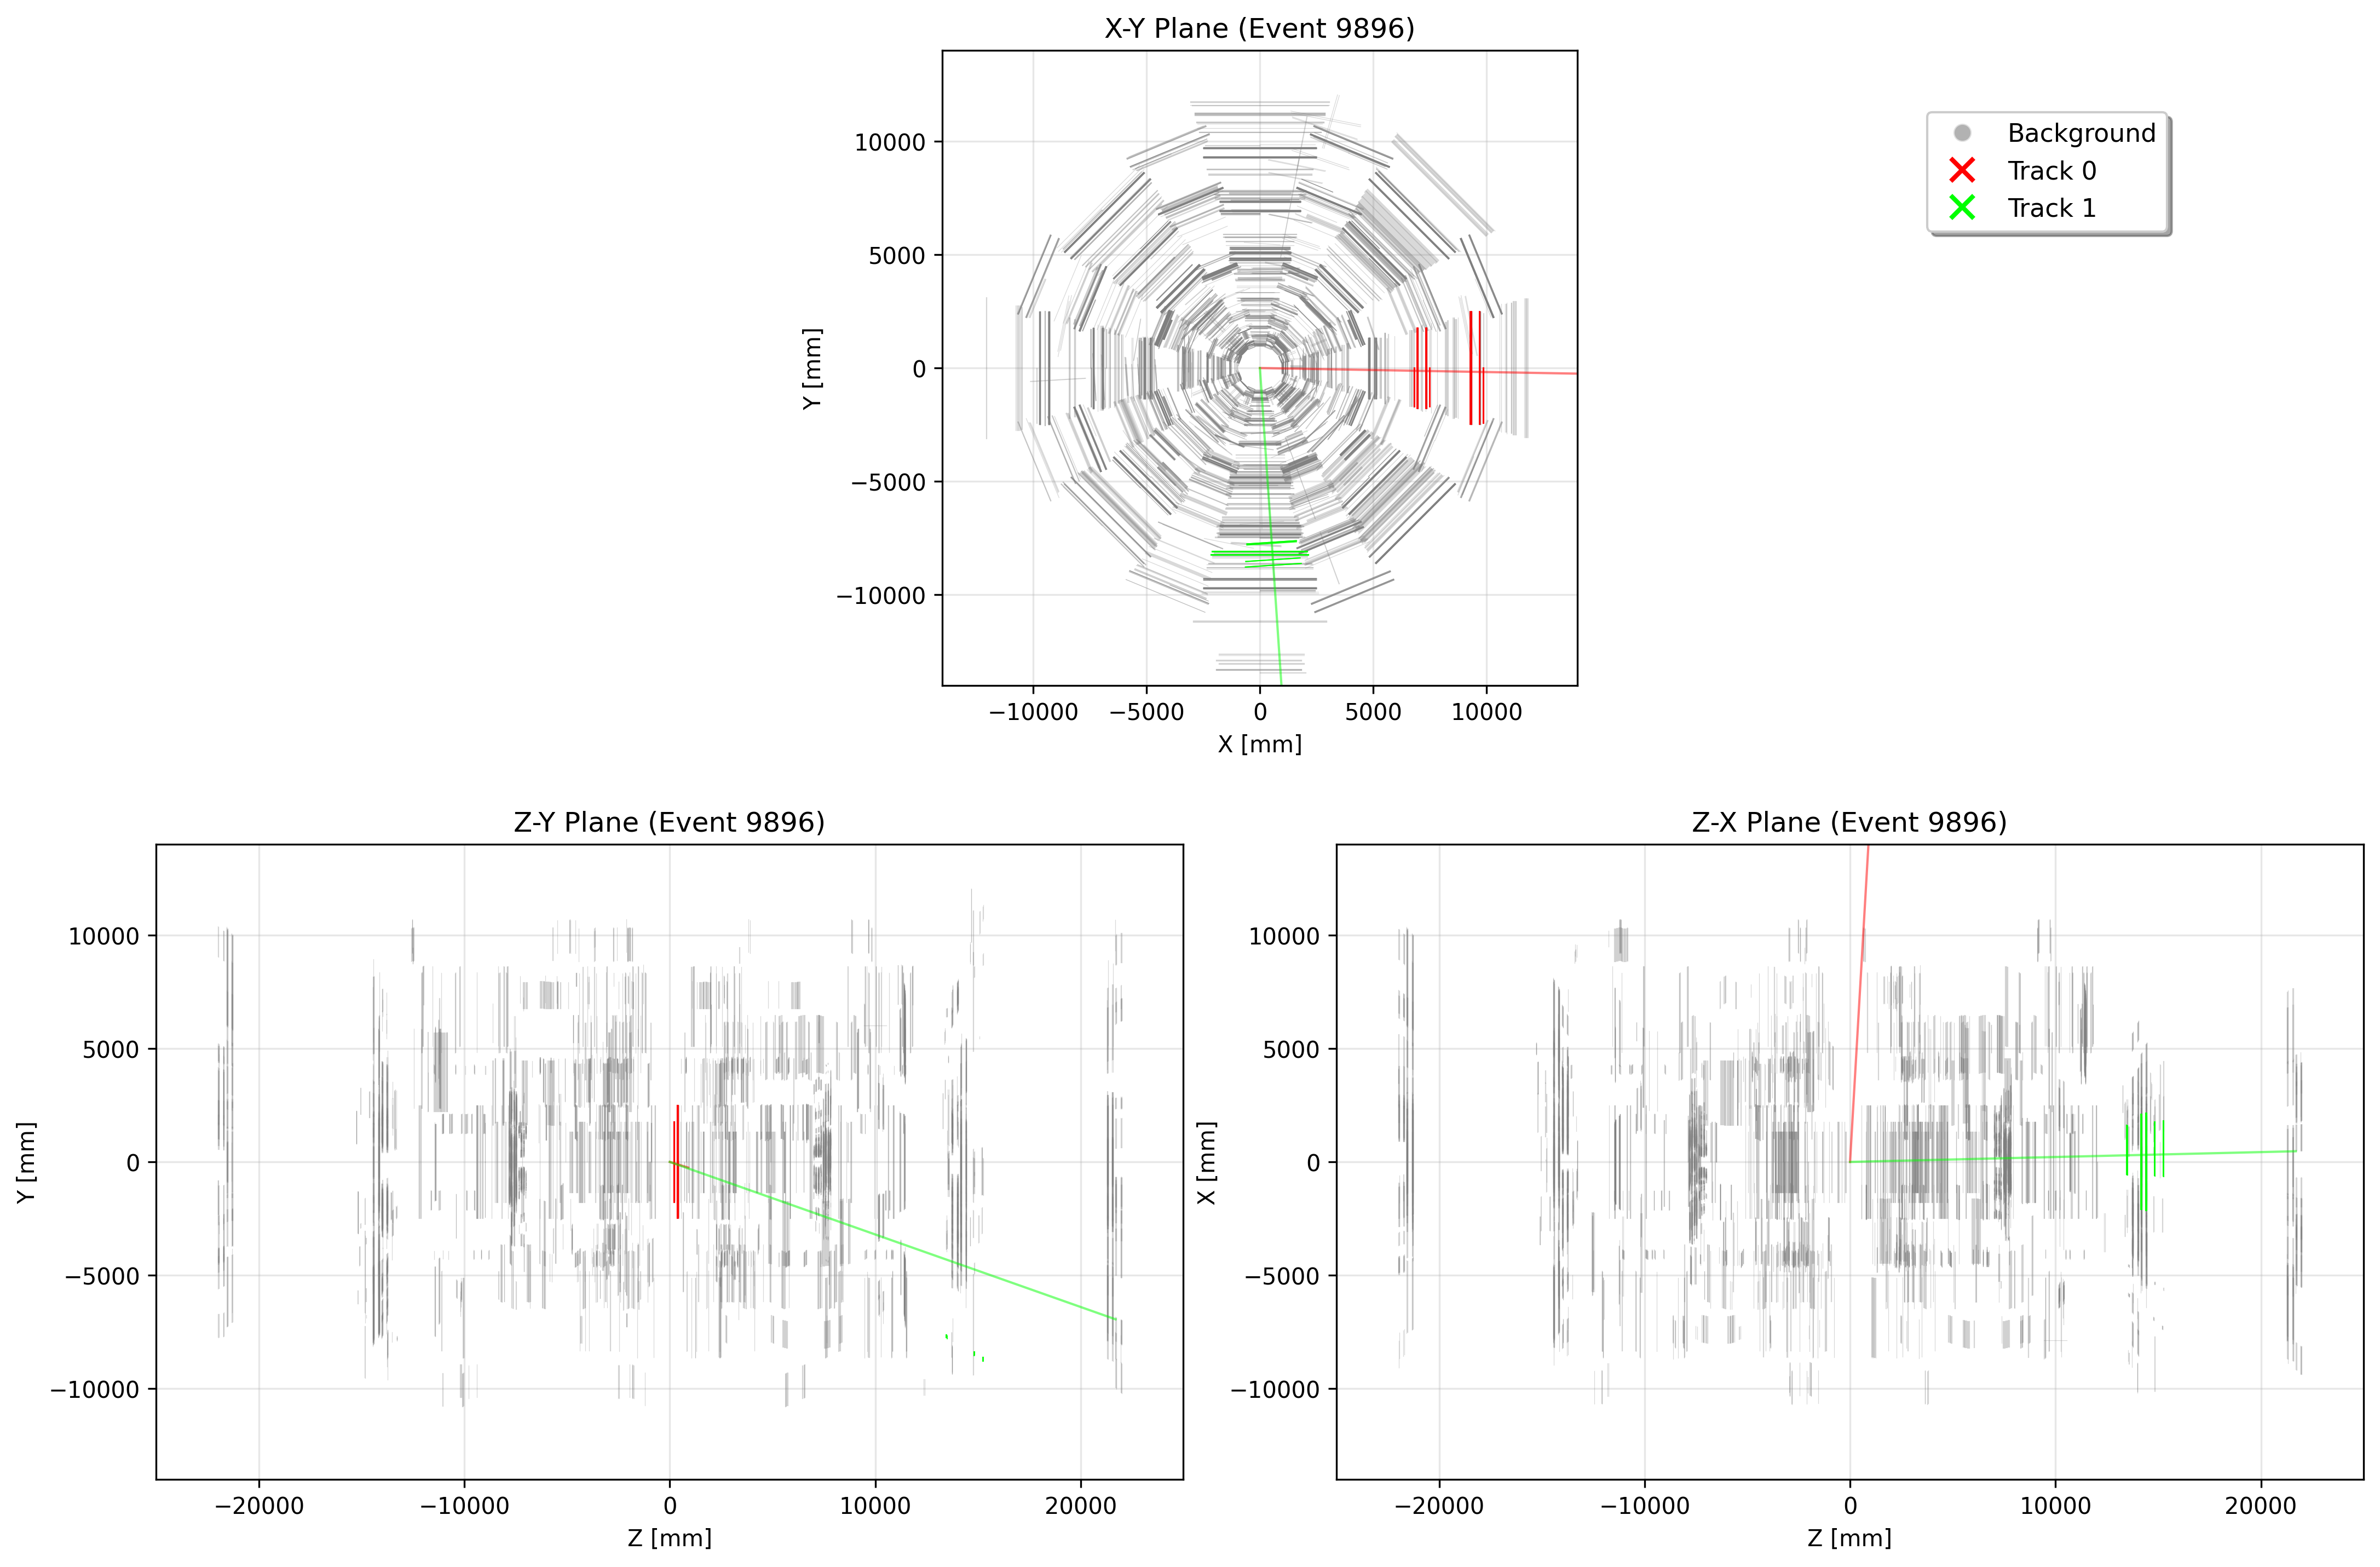 X-Y Plane (Event 9896)
Y [mm]
10000
5000
0
−5000
−10000
−10000 −5000 0 5000 10000
X [mm]
Background
Track 0
Track 1
Z-Y Plane (Event 9896)
Y [mm]
10000
5000
0
−5000
−10000
−20000 −10000 0 10000 20000
Z [mm]
Z-X Plane (Event 9896)
X [mm]
10000
5000
0
−5000
−10000
−20000 −10000 0 10000 20000
Z [mm]